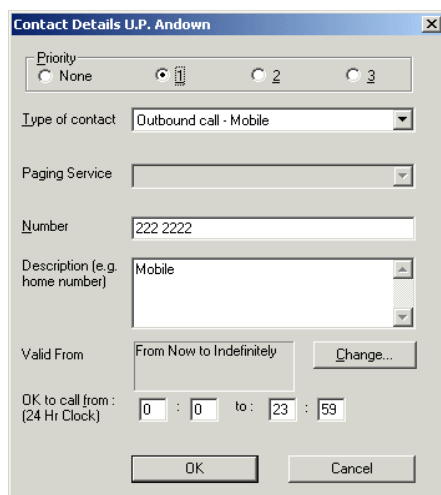 Contact Details U.P. Andown
Priority
None 1 2 3
Type of contact Outbound call - Mobile
Paging Service
Number 222 2222
Description (e.g. home number) Mobile
Valid From From Now to Indefinitely Change...
OK to call from : (24 Hr Clock) 0 : 0 to : 23 : 59
OK Cancel